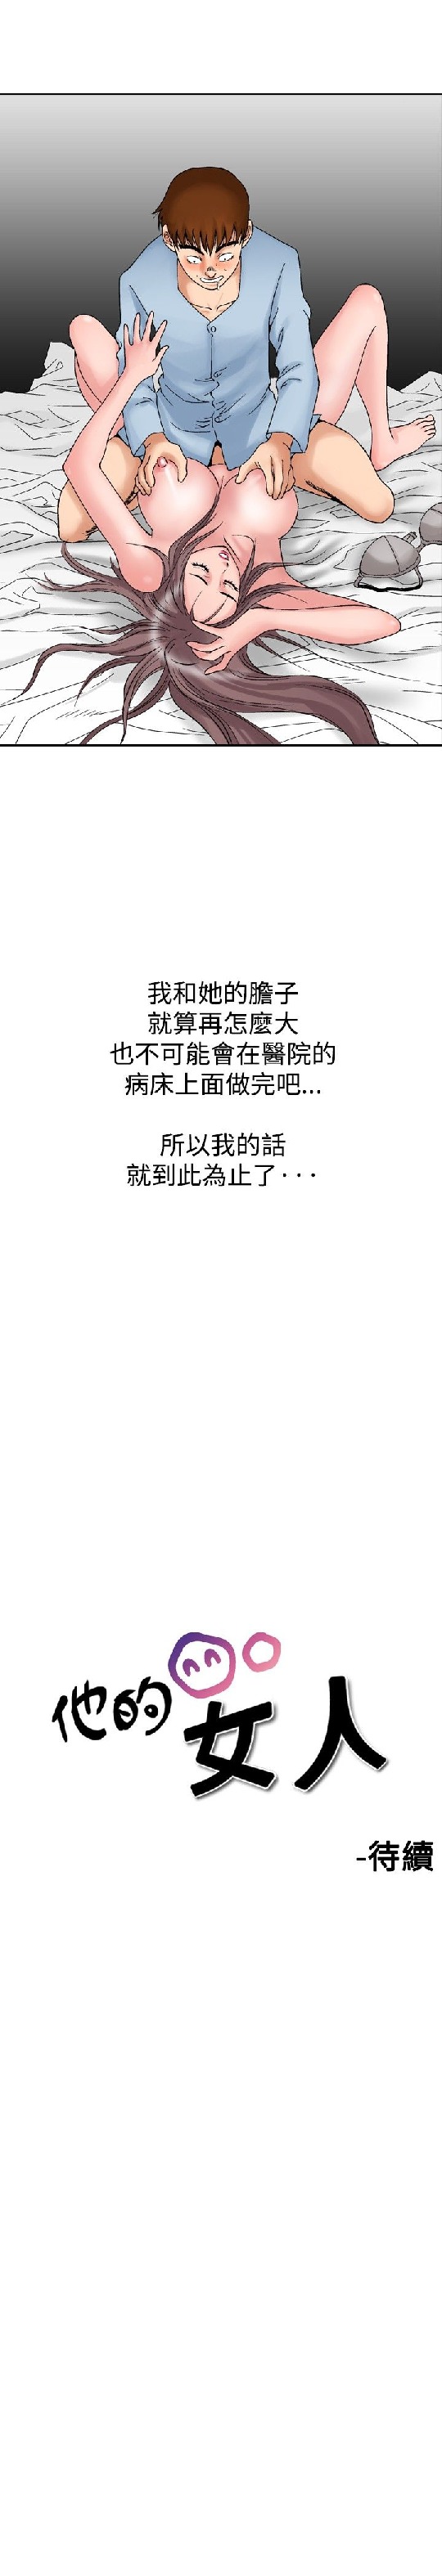 我和她的膽子
就算再怎麼大
也不可能會在醫院的
病床上面做完吧...
所以我的話
就到此為止了···
他的女人
-待續